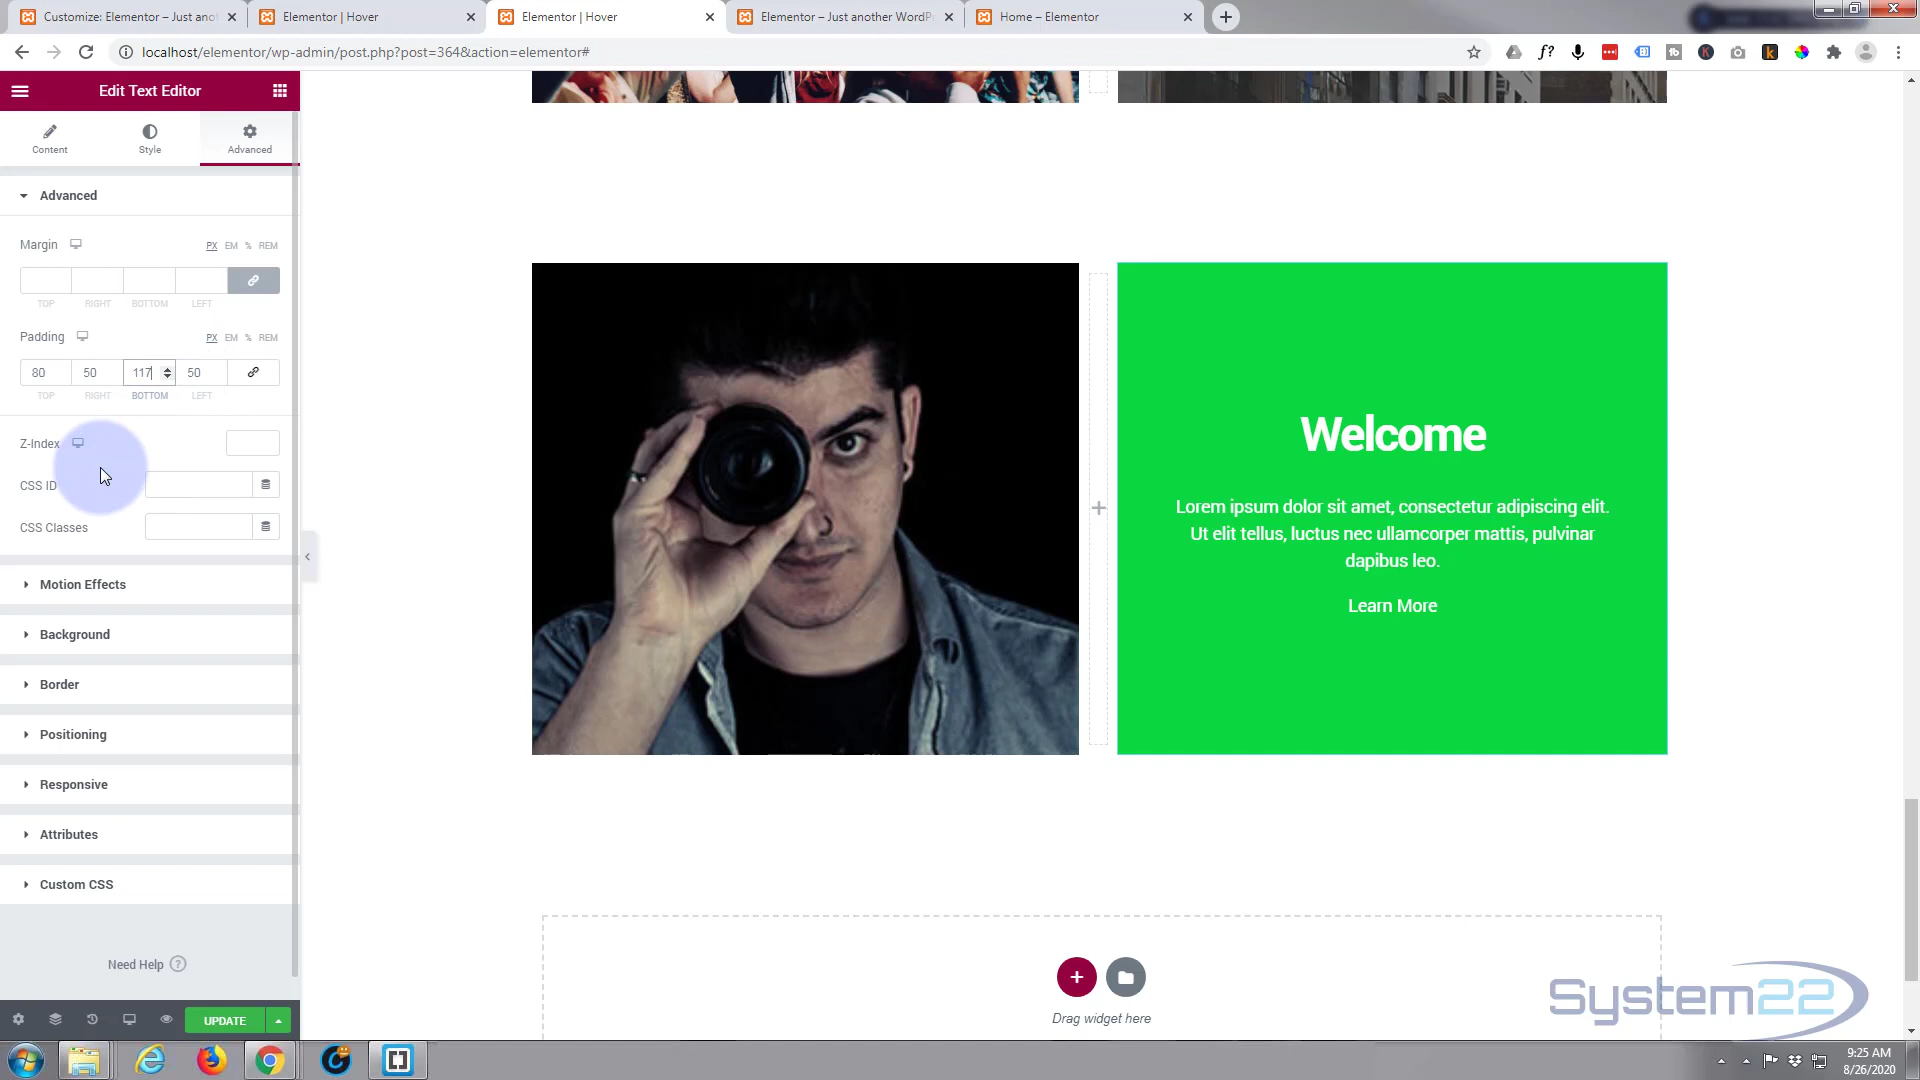 Customize: Elementor – Just anot
Elementor | Hover
Elementor | Hover
Elementor – Just another WordP
Home – Elementor
localhost/elementor/wp-admin/post.php?post=364&action=elementor#
Edit Text Editor
Content
Style
Advanced
Advanced
Margin
PX EM % REM
TOP RIGHT BOTTOM LEFT
Padding
PX EM % REM
80 50 117 50
TOP RIGHT BOTTOM LEFT
Z-Index
CSS ID
CSS Classes
Motion Effects
Background
Border
Positioning
Responsive
Attributes
Custom CSS
Need Help ?
UPDATE
Welcome
Lorem ipsum dolor sit amet, consectetur adipiscing elit.
Ut elit tellus, luctus nec ullamcorper mattis, pulvinar
dapibus leo.
Learn More
Drag widget here
System22
9:25 AM
8/26/2020